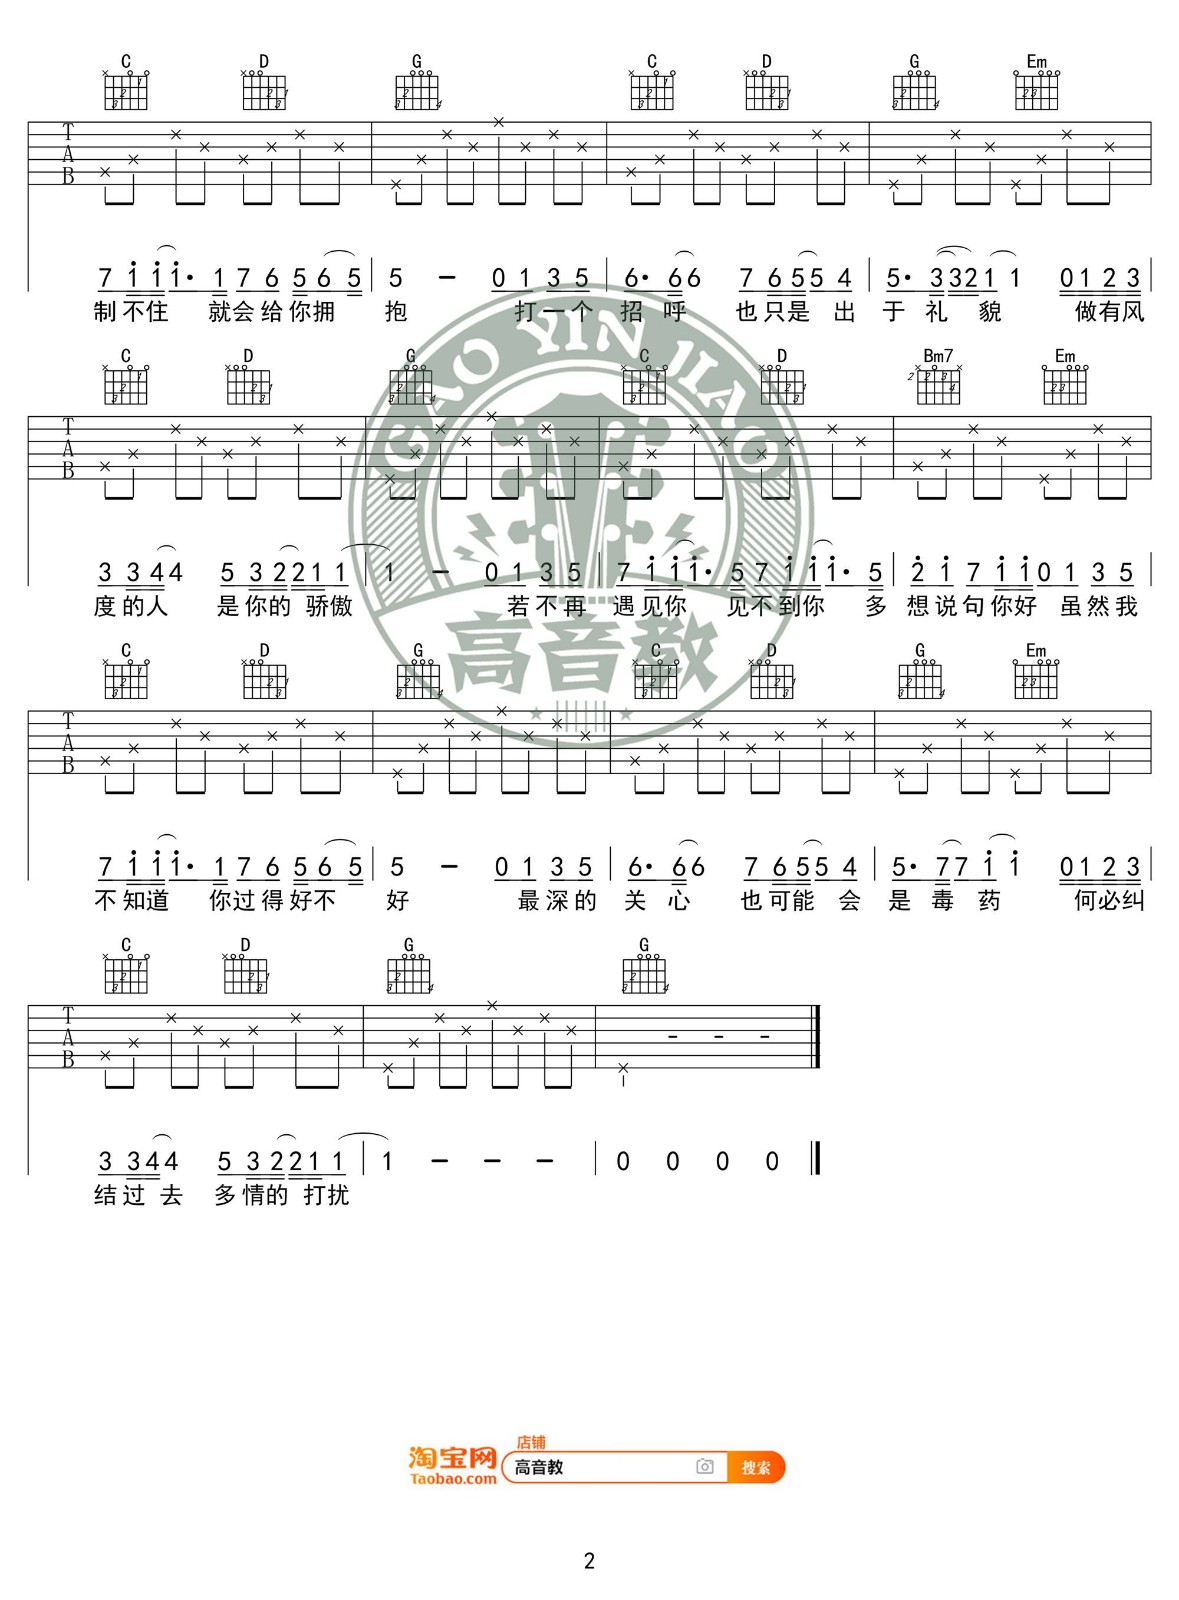 C D G C D G Em
T A B
7 1 1 1· 1 7 6 5 6 5 | 5 - 0 1 3 5 | 6· 6 6 7 6 5 5 4 | 5· 3 3 2 1 1 0 1 2 3
制不住 就会给你拥 抱 打一个 招呼 也只是出 于礼貌 做有风
C D G C D Bm7 Em
GAO YIN JIAO
T A B
3 3 4 4 5 3 2 2 1 1 | 1 - 0 1 3 5 | 7 1 1 1· 5 7 1 1 1· 5 | 2 1 7 1 1 0 1 3 5
度的人 是你的骄傲 若不再 遇见你 见不到你 多 想说句你好 虽然我
高音教
C D G C D G Em
T A B
7 1 1 1· 1 7 6 5 6 5 | 5 - 0 1 3 5 | 6· 6 6 7 6 5 5 4 | 5· 7 7 1 1 0 1 2 3
不知道 你过得好不 好 最深的 关心 也可能会 是毒药 何必纠
C D G G
T A B
3 3 4 4 5 3 2 2 1 1 | 1 - - - | 0 0 0 0
结过去 多情的打扰
店铺
淘宝网 高音教 搜索
Taobao.com
2